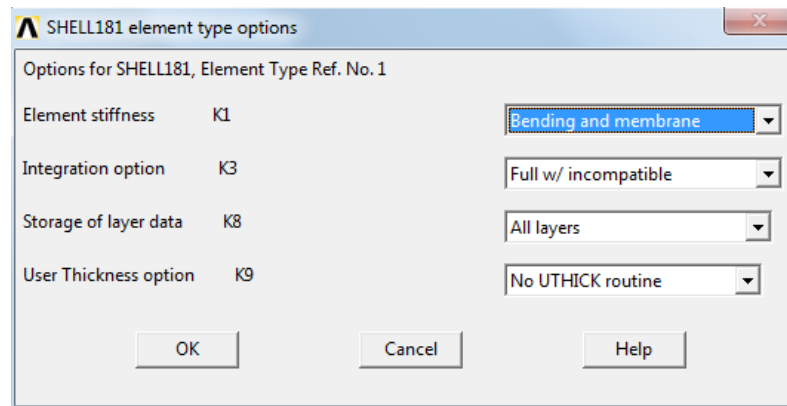 SHELL181 element type options
Options for SHELL181, Element Type Ref. No. 1
Element stiffness K1 Bending and membrane
Integration option K3 Full w/ incompatible
Storage of layer data K8 All layers
User Thickness option K9 No UTHICK routine
OK Cancel Help